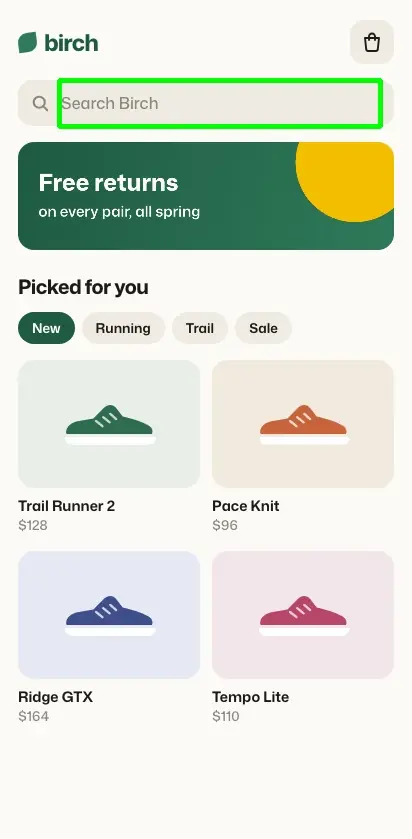 birch
Search Birch
Free returns
on every pair, all spring
Picked for you
New Running Trail Sale
Trail Runner 2 Pace Knit
$128 $96
Ridge GTX Tempo Lite
$164 $110